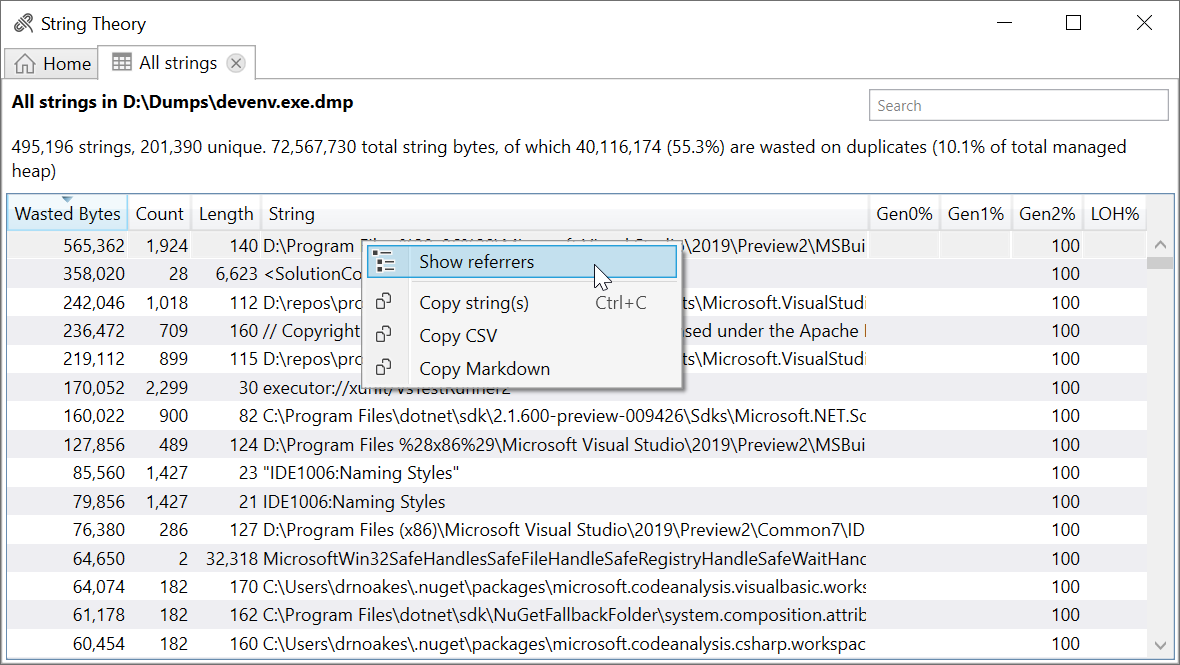 String Theory
Home
All strings
All strings in D:\Dumps\devenv.exe.dmp
Search
495,196 strings, 201,390 unique. 72,567,730 total string bytes, of which 40,116,174 (55.3%) are wasted on duplicates (10.1% of total managed
heap)
Wasted Bytes Count Length String Gen0% Gen1% Gen2% LOH%
565,362 1,924 140 D:\Program Visual Studio\2019\Preview2\MSBui 100
Show referrers
358,020 28 6,623 <SolutionCo 100
242,046 1,018 112 D:\repos\pro ts\Microsoft.VisualStudi 100
Copy string(s) Ctrl+C
236,472 709 160 // Copyright used under the Apache 100
Copy CSV
219,112 899 115 D:\repos\pro ts\Microsoft.VisualStudi 100
Copy Markdown
170,052 2,299 30 executor://xunit/VsTestRunner2 100
160,022 900 82 C:\Program Files\dotnet\sdk\2.1.600-preview-009426\Sdks\Microsoft.NET.Sc 100
127,856 489 124 D:\Program Files %28x86%29\Microsoft Visual Studio\2019\Preview2\MSBui 100
85,560 1,427 23 "IDE1006:Naming Styles" 100
79,856 1,427 21 IDE1006:Naming Styles 100
76,380 286 127 D:\Program Files (x86)\Microsoft Visual Studio\2019\Preview2\Common7\ID 100
64,650 2 32,318 MicrosoftWin32SafeHandlesSafeFileHandleSafeRegistryHandleSafeWaitHanc 100
64,074 182 170 C:\Users\drnoakes\.nuget\packages\microsoft.codeanalysis.visualbasic.works 100
61,178 182 162 C:\Program Files\dotnet\sdk\NuGetFallbackFolder\system.composition.attrib 100
60,454 182 160 C:\Users\drnoakes\.nuget\packages\microsoft.codeanalysis.csharp.workspac 100